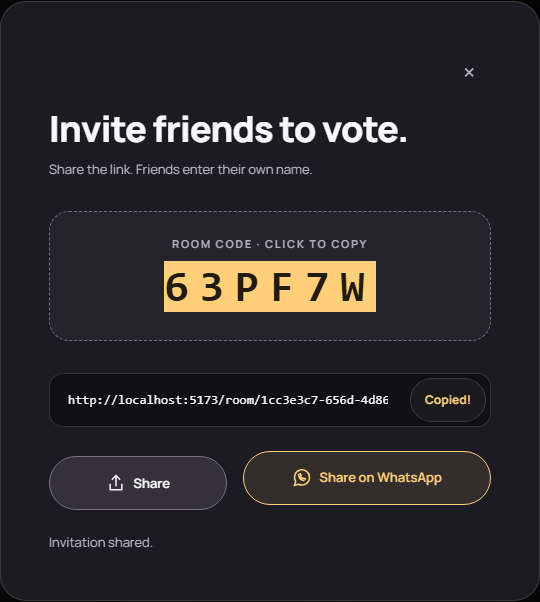 ×
Invite friends to vote.
Share the link. Friends enter their own name.
ROOM CODE · CLICK TO COPY
63PF7W
http://localhost:5173/room/1cc3e3c7-656d-4d86
Copied!
Share
Share on WhatsApp
Invitation shared.